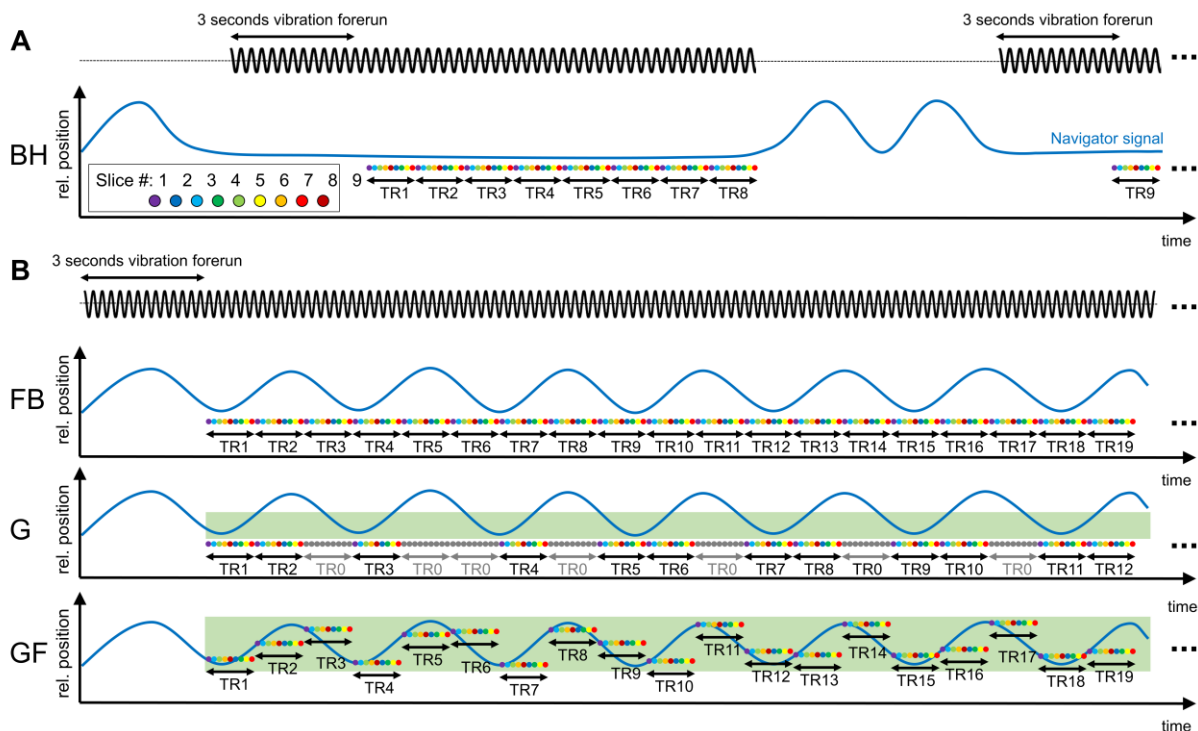 3 seconds vibration forerun 3 seconds vibration forerun
A
...
rel. position
BH
Navigator signal
Slice #: 1 2 3 4 5 6 7 8 9
...
TR1 TR2 TR3 TR4 TR5 TR6 TR7 TR8 TR9
time
B
3 seconds vibration forerun
...
rel. position
FB
...
TR1 TR2 TR3 TR4 TR5 TR6 TR7 TR8 TR9 TR10 TR11 TR12 TR13 TR14 TR15 TR16 TR17 TR18 TR19
time
rel. position
G
...
TR1 TR2 TR0 TR3 TR0 TR0 TR4 TR0 TR5 TR6 TR0 TR7 TR8 TR0 TR9 TR10 TR0 TR11 TR12
time
rel. position
GF
...
TR1 TR2 TR3 TR4 TR5 TR6 TR7 TR8 TR9 TR10 TR11 TR12 TR13 TR14 TR15 TR16 TR17 TR18 TR19
time